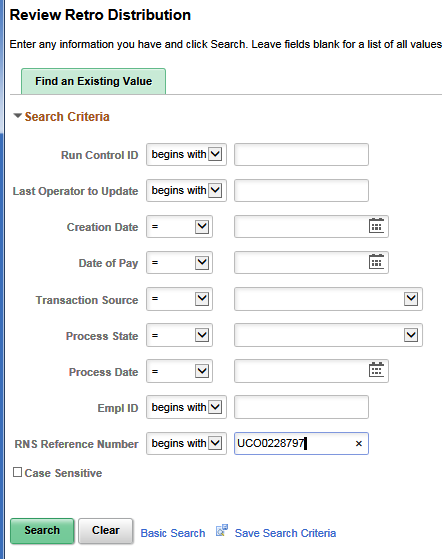 Review Retro Distribution
Enter any information you have and click Search. Leave fields blank for a list of all values
Find an Existing Value
Search Criteria
Run Control ID begins with
Last Operator to Update begins with
Creation Date =
Date of Pay =
Transaction Source =
Process State =
Process Date =
Empl ID begins with
RNS Reference Number begins with UCO0228797 ×
Case Sensitive
Search Clear Basic Search Save Search Criteria